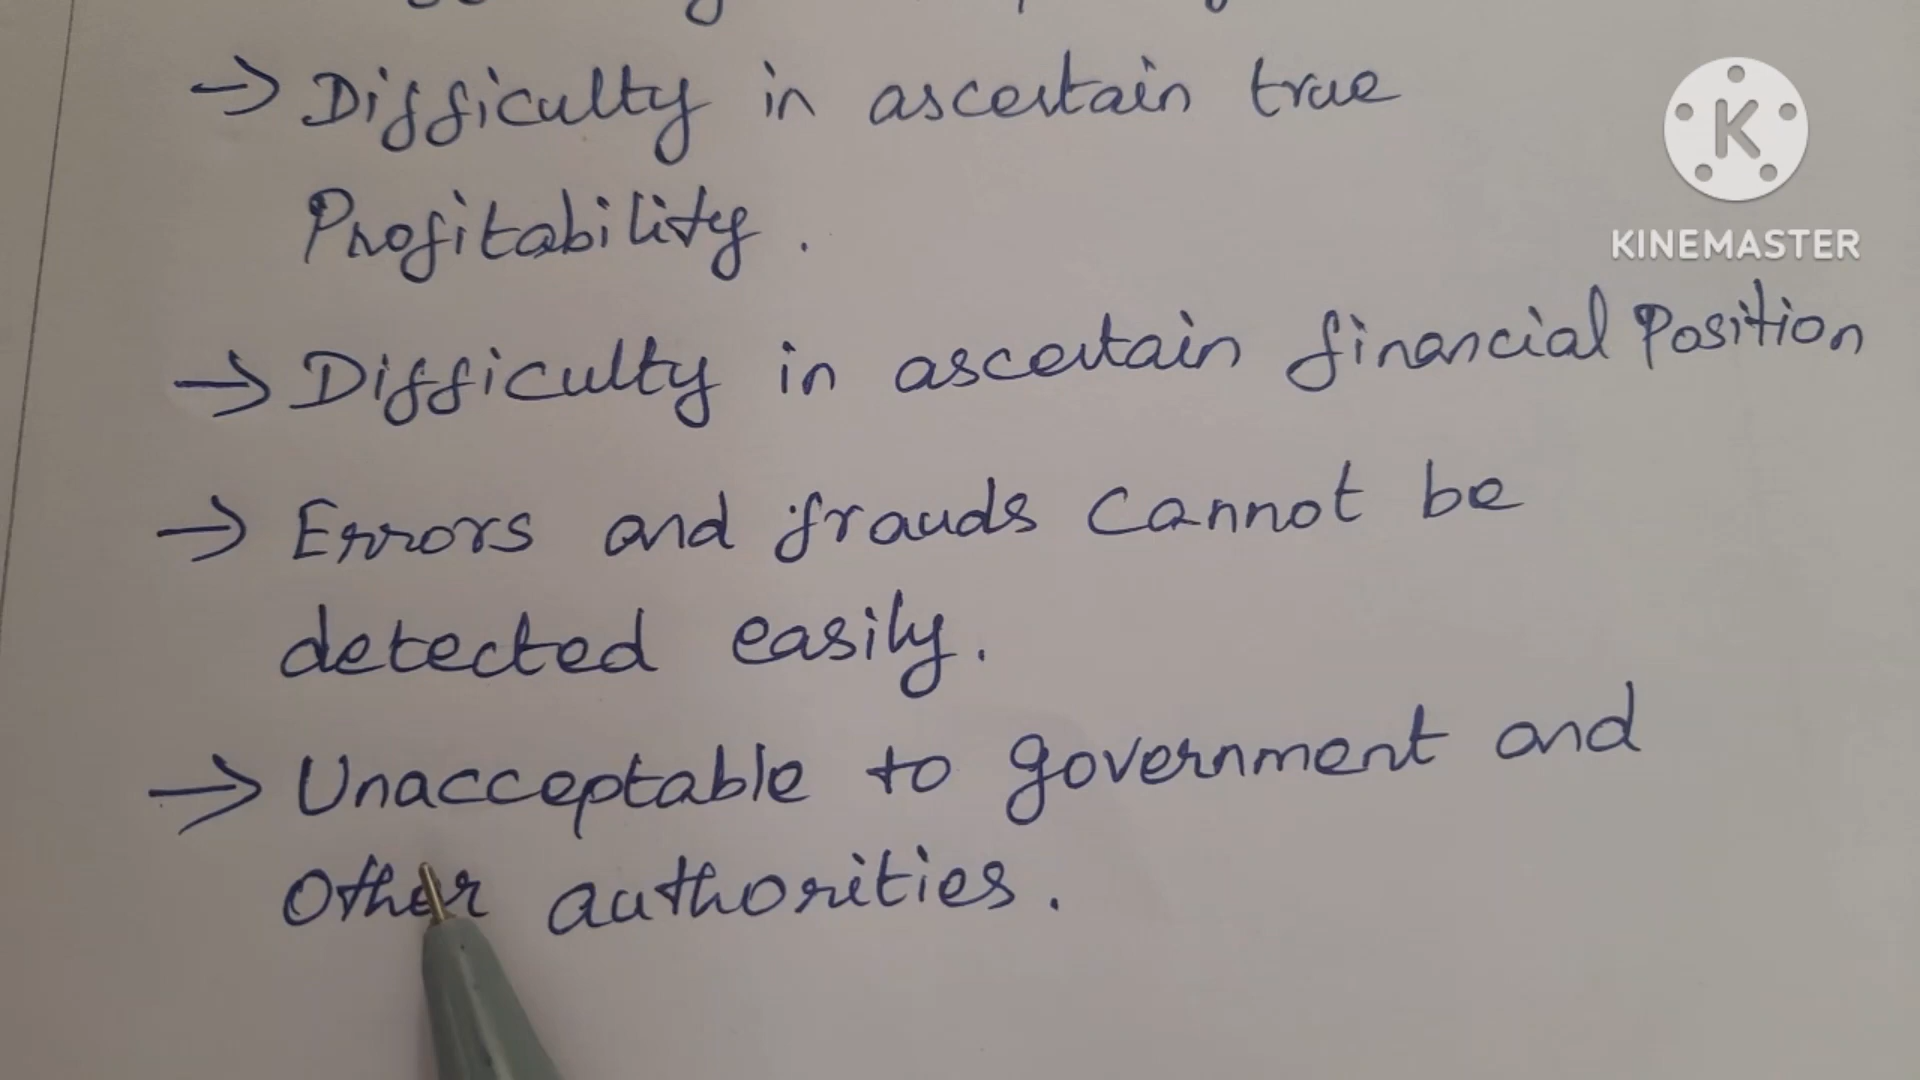 → Difficulty in ascertain true
Profitability.
→ Difficulty in ascertain financial Position
→ Errors and frauds cannot be
detected easily.
→ Unacceptable to government and
Other authorities.
K
KINEMASTER